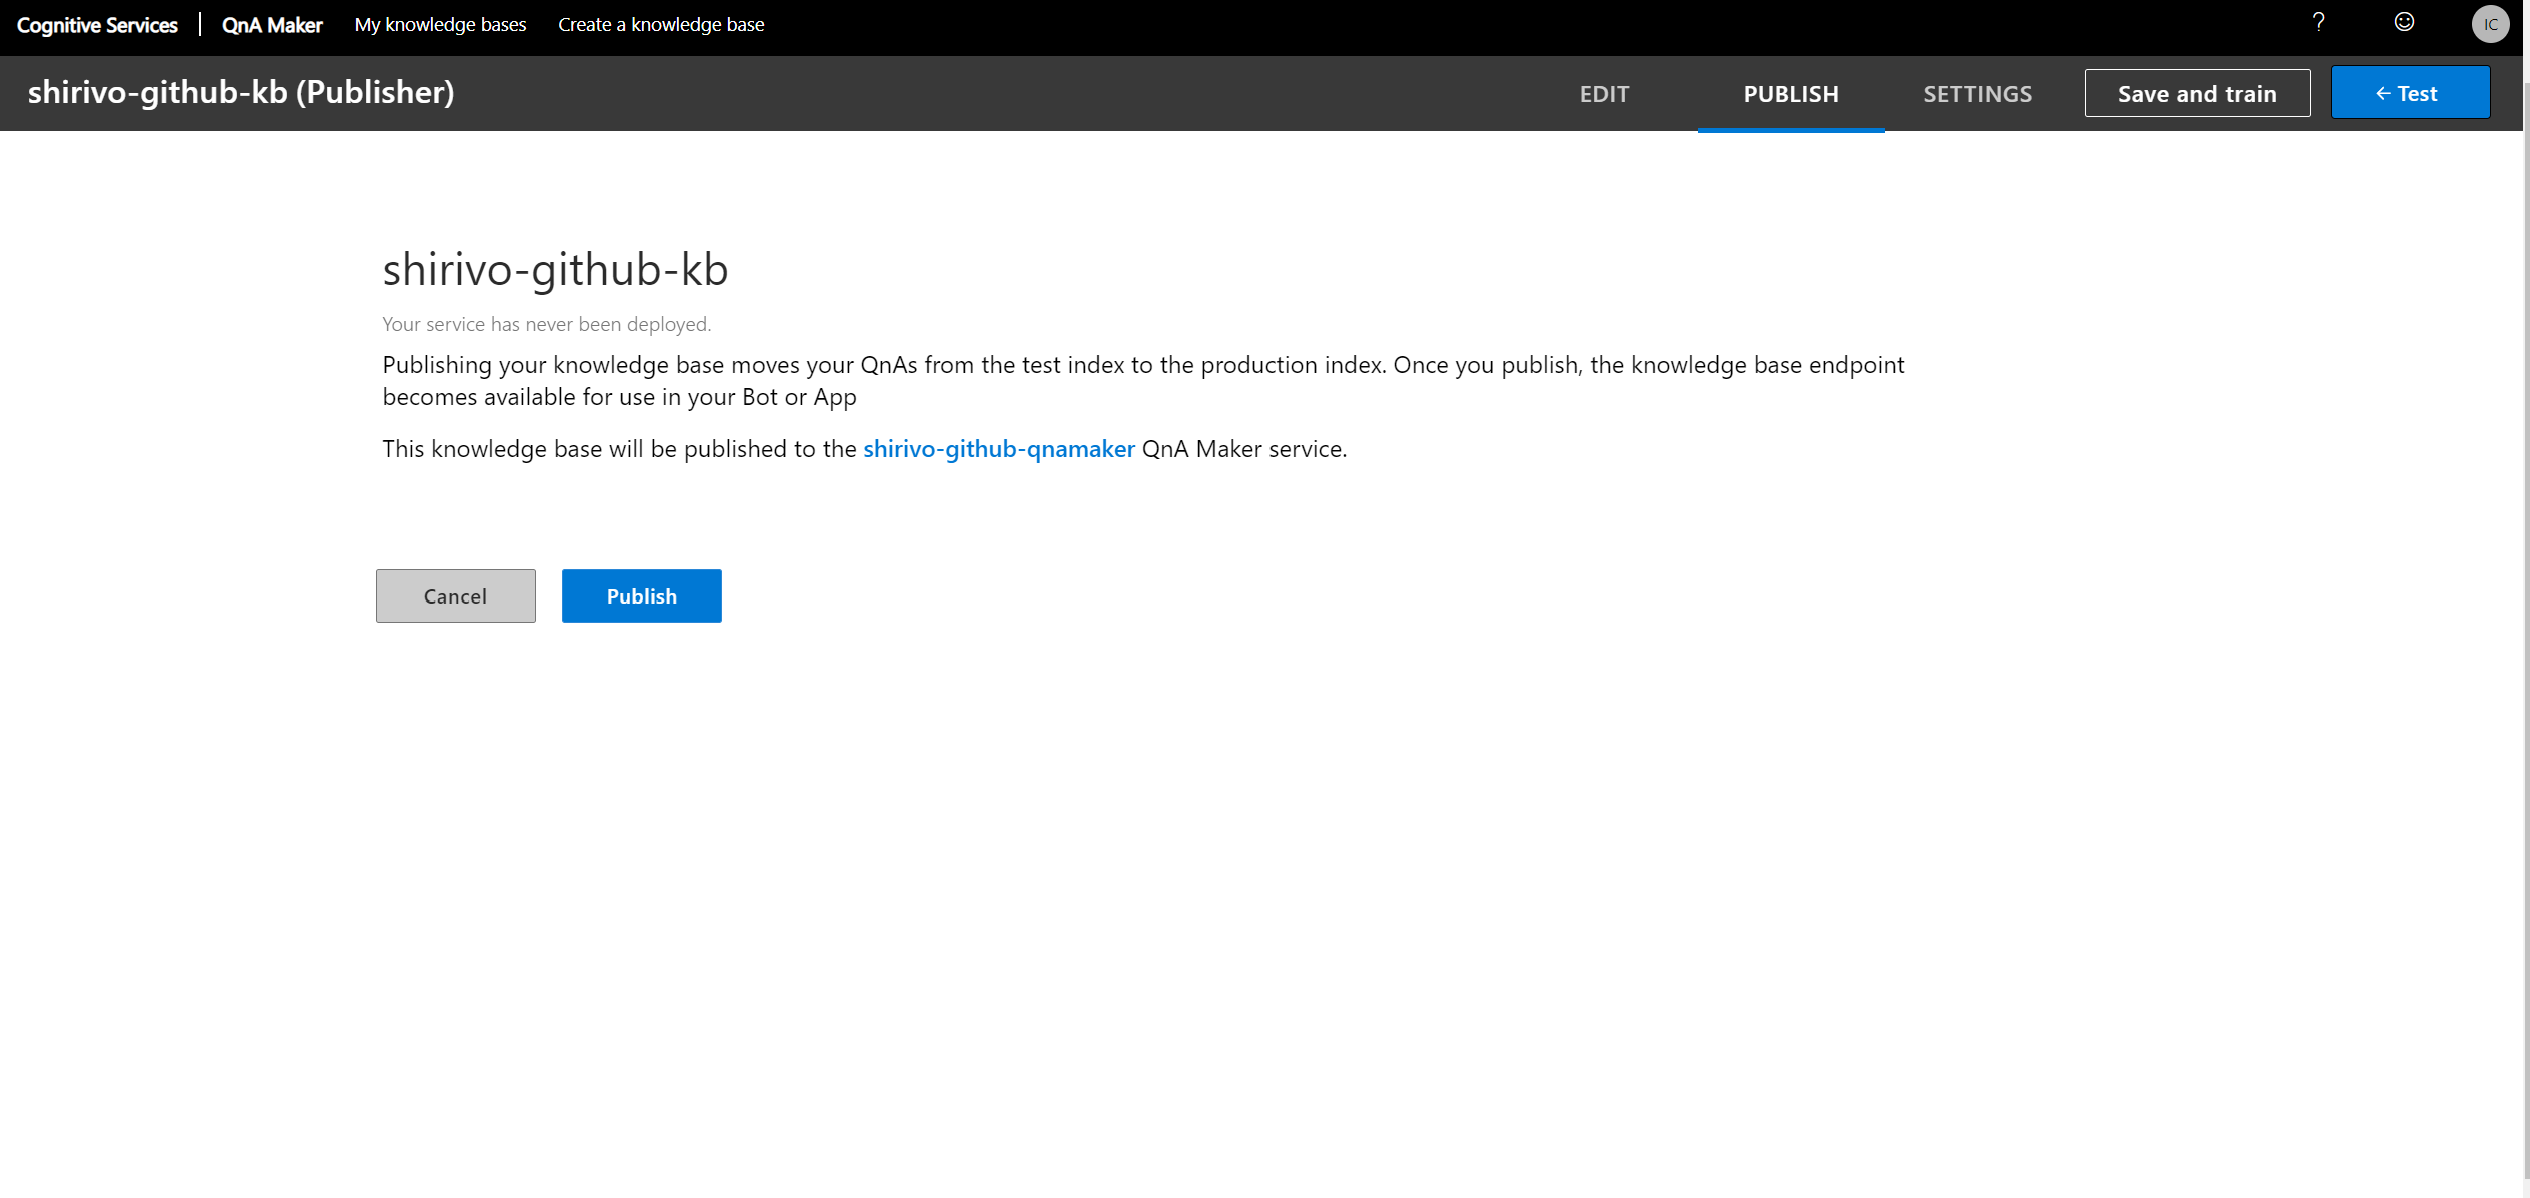 Cognitive Services | QnA Maker My knowledge bases Create a knowledge base ? IC
shirivo-github-kb (Publisher) EDIT PUBLISH SETTINGS Save and train ← Test
shirivo-github-kb
Your service has never been deployed.
Publishing your knowledge base moves your QnAs from the test index to the production index. Once you publish, the knowledge base endpoint
becomes available for use in your Bot or App
This knowledge base will be published to the shirivo-github-qnamaker QnA Maker service.
Cancel Publish